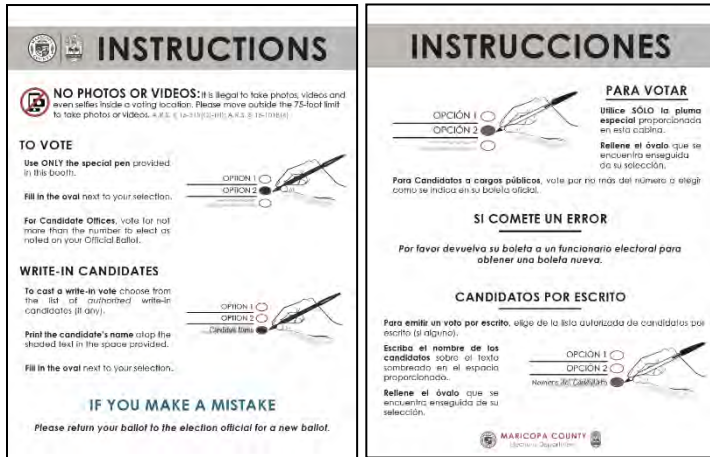 INSTRUCTIONS
NO PHOTOS OR VIDEOS: It is illegal to take photos, videos and
even selfies inside a voting location. Please move outside the 75-foot limit
to take photos or videos.
TO VOTE
Use ONLY the special pen provided
in this booth.
Fill in the oval next to your selection.
For Candidate Offices, vote for not
more than the number to elect as
noted on your Official Ballot.
OPTION 1
OPTION 2
WRITE-IN CANDIDATES
To cast a write-in vote choose from
the list of authorized write-in
candidates (if any).
Print the candidate's name atop the
shaded text in the space provided.
Fill in the oval next to your selection.
OPTION 1
OPTION 2
Candidate Name
IF YOU MAKE A MISTAKE
Please return your ballot to the election official for a new ballot.
INSTRUCCIONES
OPCIÓN 1
OPCIÓN 2
PARA VOTAR
Utilice SÓLO la pluma
especial proporcionada
en esta cabina.
Rellene el óvalo que se
encuentra enseguida
de su selección.
Para Candidatos a cargos públicos, vote por no más del número a elegir
como se indica en su boleta oficial.
SI COMETE UN ERROR
Por favor devuelva su boleta a un funcionario electoral para
obtener una boleta nueva.
CANDIDATOS POR ESCRITO
Para emitir un voto por escrito, elige de la lista autorizada de candidatos por
escrito (si alguno).
Escriba el nombre de los
candidatos sobre el texto
sombreado en el espacio
proporcionado.
Rellene el óvalo que se
encuentra enseguida de su
selección.
OPCIÓN 1
OPCIÓN 2
MARICOPA COUNTY
Elections Department